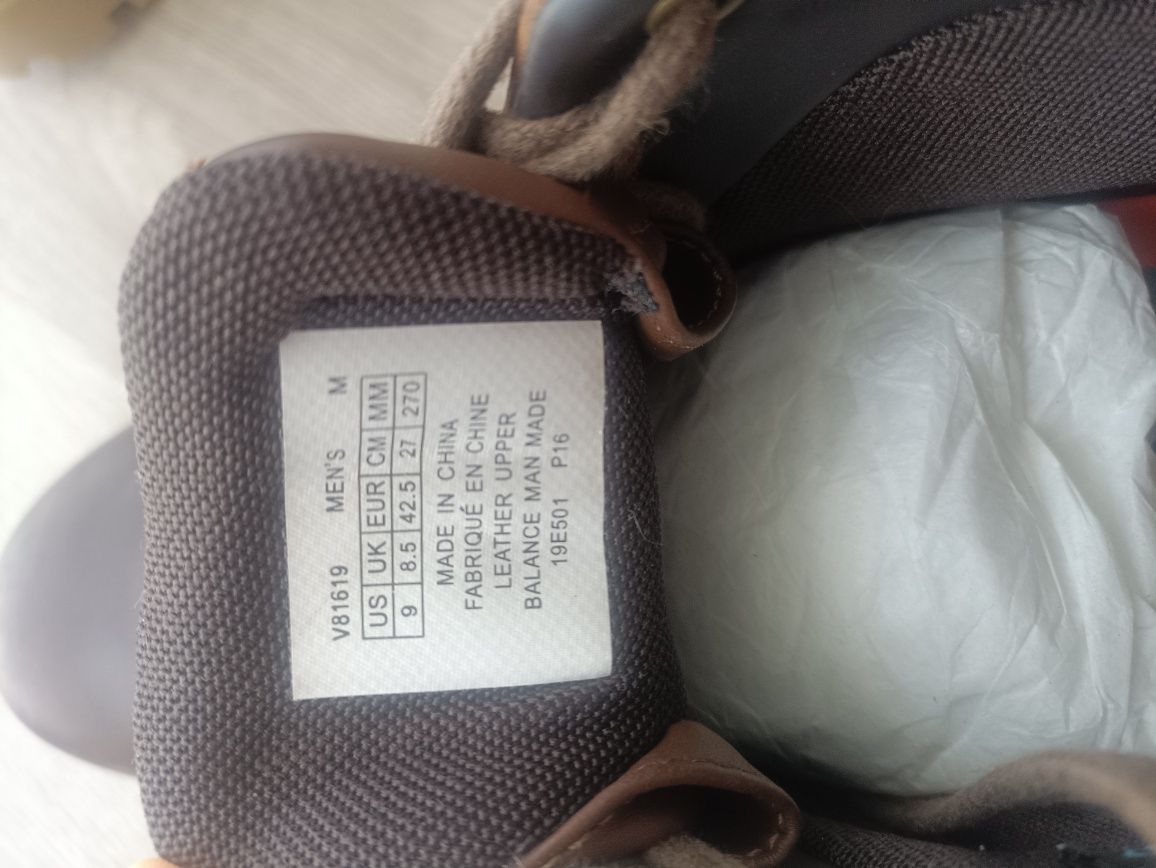 V81619 MEN'S M
US UK EUR CM MM
9 8.5 42.5 27 270
MADE IN CHINA
FABRIQUÉ EN CHINE
LEATHER UPPER
BALANCE MAN MADE
19E501 P16